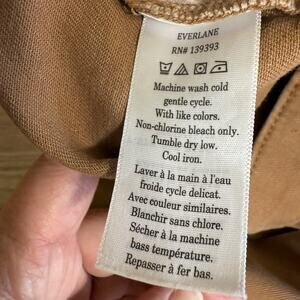 EVERLANE
RN# 139393
Machine wash cold
gentle cycle.
With like colors.
Non-chlorine bleach only.
Tumble dry low.
Cool iron.
Laver à la main à l'eau
froide cycle delicat.
Avec couleur similaires.
Blanchir sans chlore.
Sécher à la machine
bass température.
Repasser à fer bas.